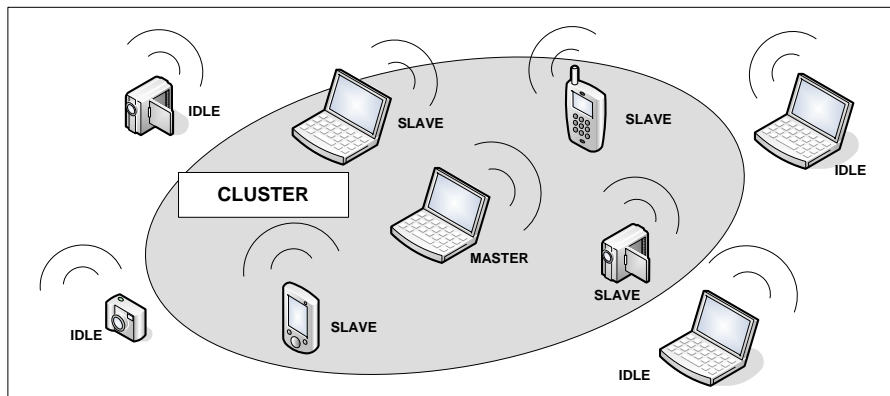 IDLE
SLAVE
SLAVE
IDLE
CLUSTER
MASTER
SLAVE
IDLE
SLAVE
IDLE